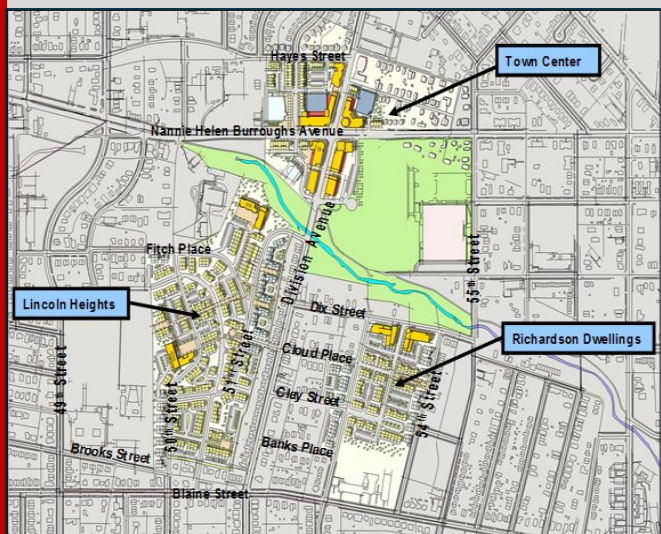 Hayes Street
Town Center
Nannie Helen Burroughs Avenue
Division Avenue
Fitch Place
55th Street
Lincoln Heights
Dix Street
Richardson Dwellings
51st Street
Cloud Place
49th Street
Clay Street
54th Street
50th Street
Banks Place
Brooks Street
Blaine Street